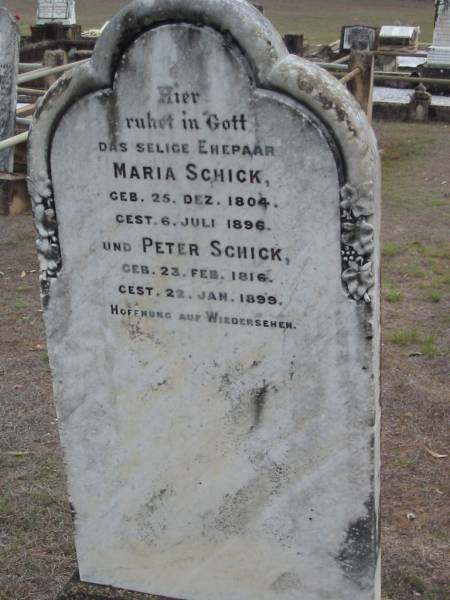 Hier
ruhet in Gott
DAS SELIGE EHEPAAR
MARIA SCHICK,
GEB. 25. DEZ. 1804.
GEST. 6. JULI 1896.
UND PETER SCHICK,
GEB. 23. FEB. 1816.
GEST. 22. JAN. 1899.
HOFFNUNG AUF WIEDERSEHEN.